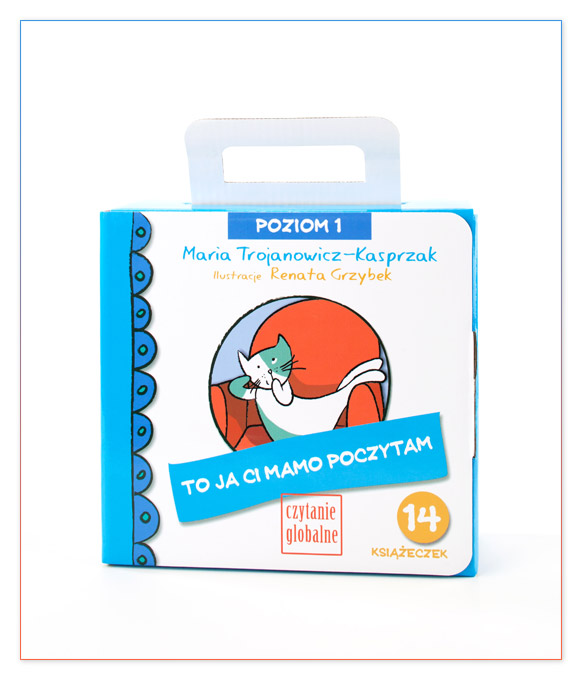 POZIOM 1
Maria Trojanowicz-Kasprzak
Ilustracje Renata Grzybek
TO JA CI MAMO POCZYTAM
czytanie
globalne
14
KSIĄŻECZEK